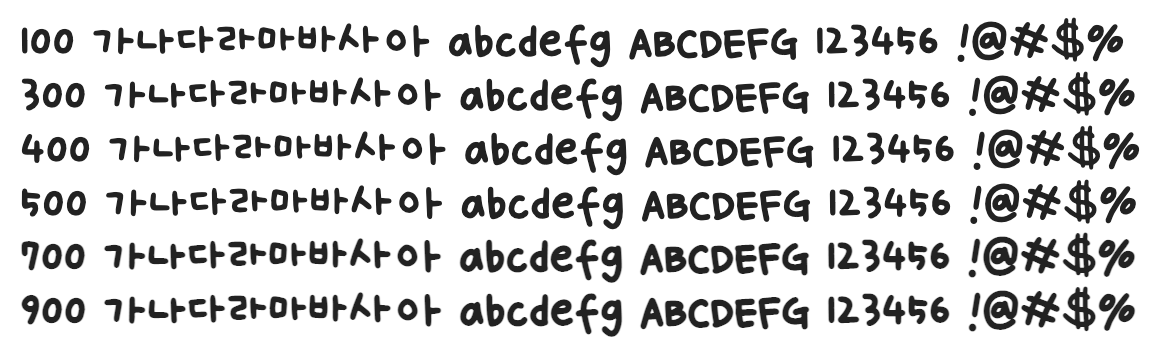 100 가나다라마바사아 abcdefg ABCDEFG 123456 !@#$%
300 가나다라마바사아 abcdefg ABCDEFG 123456 !@#$%
400 가나다라마바사아 abcdefg ABCDEFG 123456 !@#$%
500 가나다라마바사아 abcdefg ABCDEFG 123456 !@#$%
700 가나다라마바사아 abcdefg ABCDEFG 123456 !@#$%
900 가나다라마바사아 abcdefg ABCDEFG 123456 !@#$%